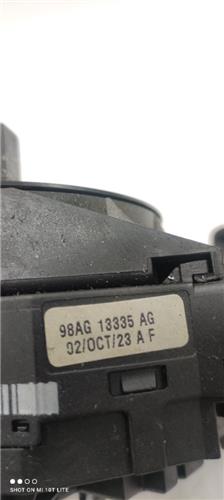 98AG 13335 AG
02/OCT/23 A F
SHOT ON MI 10T LITE